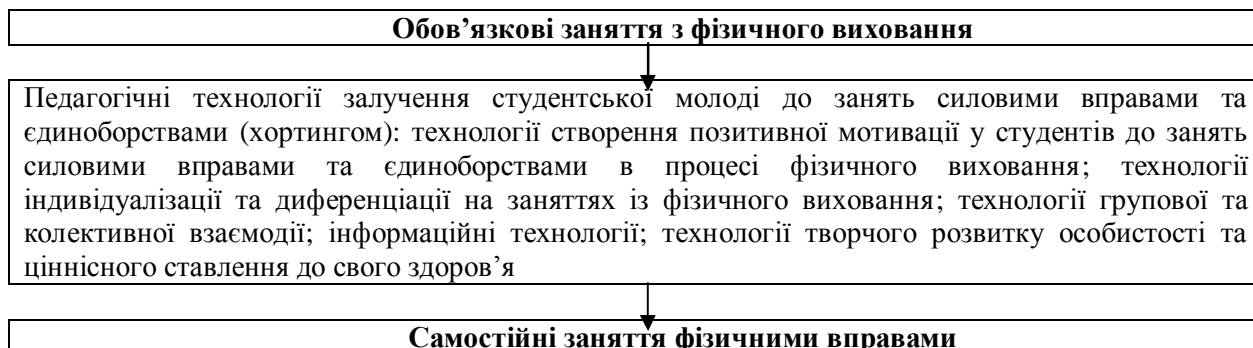 Обов’язкові заняття з фізичного виховання
Педагогічні технології залучення студентської молоді до занять силовими вправами та
єдиноборствами (хортингом): технології створення позитивної мотивації у студентів до занять
силовими вправами та єдиноборствами в процесі фізичного виховання; технології
індивідуалізації та диференціації на заняттях із фізичного виховання; технології групової та
колективної взаємодії; інформаційні технології; технології творчого розвитку особистості та
ціннісного ставлення до свого здоров’я
Самостійні заняття фізичними вправами